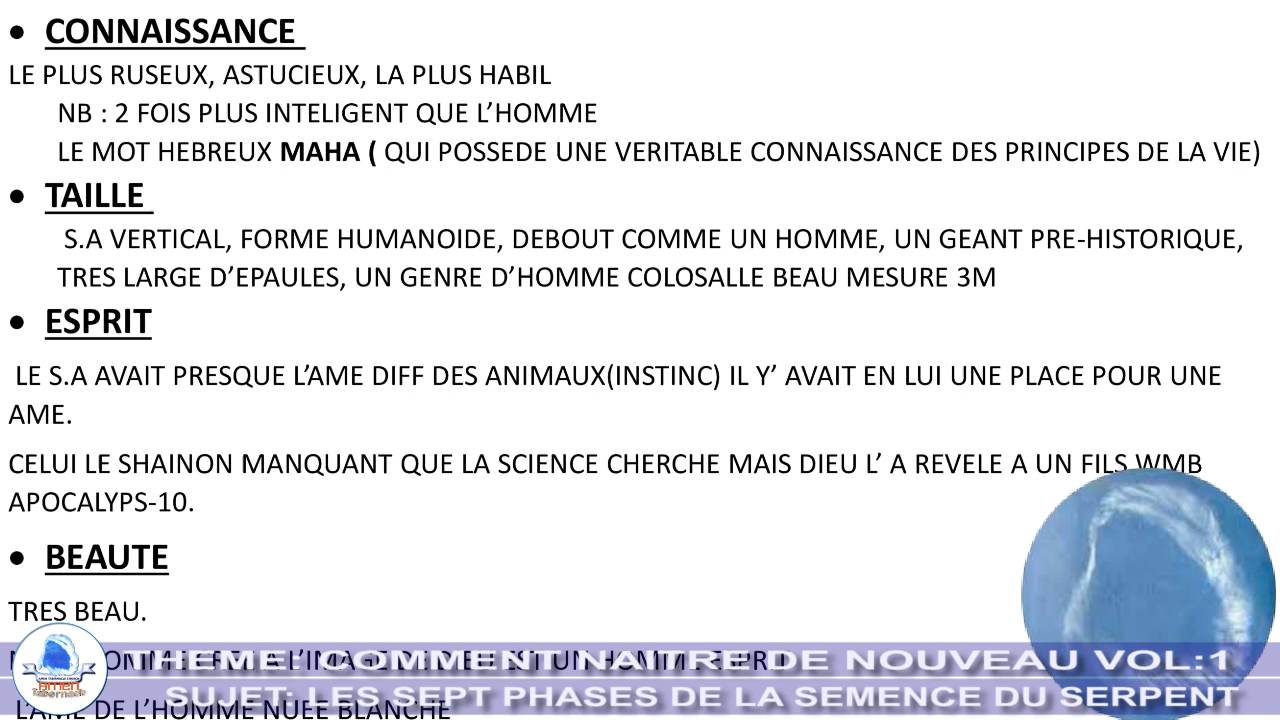 • CONNAISSANCE
LE PLUS RUSEUX, ASTUCIEUX, LA PLUS HABIL
NB : 2 FOIS PLUS INTELIGENT QUE L’HOMME
LE MOT HEBREUX MAHA ( QUI POSSEDE UNE VERITABLE CONNAISSANCE DES PRINCIPES DE LA VIE)
• TAILLE
S.A VERTICAL, FORME HUMANOIDE, DEBOUT COMME UN HOMME, UN GEANT PRE-HISTORIQUE,
TRES LARGE D’EPAULES, UN GENRE D’HOMME COLOSALLE BEAU MESURE 3M
• ESPRIT
LE S.A AVAIT PRESQUE L’AME DIFF DES ANIMAUX(INSTINC) IL Y’ AVAIT EN LUI UNE PLACE POUR UNE
AME.
CELUI LE SHAINON MANQUANT QUE LA SCIENCE CHERCHE MAIS DIEU L’ A REVELE A UN FILS WMB
APOCALYPS-10.
• BEAUTE
TRES BEAU.
THEME: COMMENT NAITRE DE NOUVEAU VOL:1
SUJET: LES SEPT PHASES DE LA SEMENCE DU SERPENT
L’AME DE L’HOMME NUEE BLANCHE